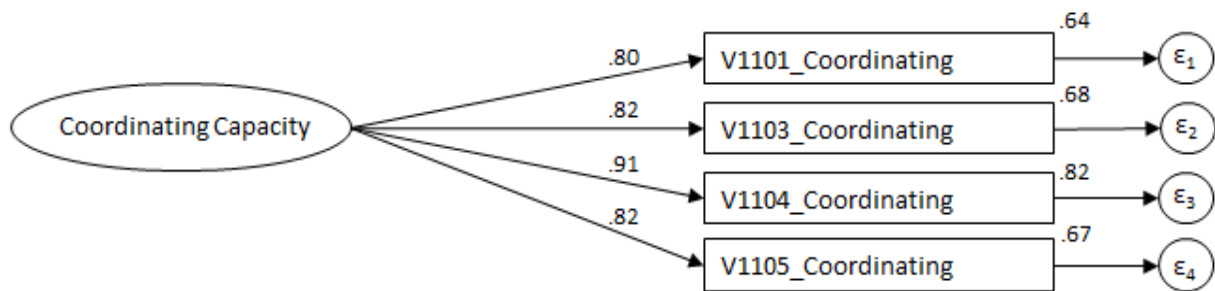 .64
.80
V1101_Coordinating
ε1
.82
.68
Coordinating Capacity
V1103_Coordinating
ε2
.91
.82
V1104_Coordinating
ε3
.82
.67
V1105_Coordinating
ε4